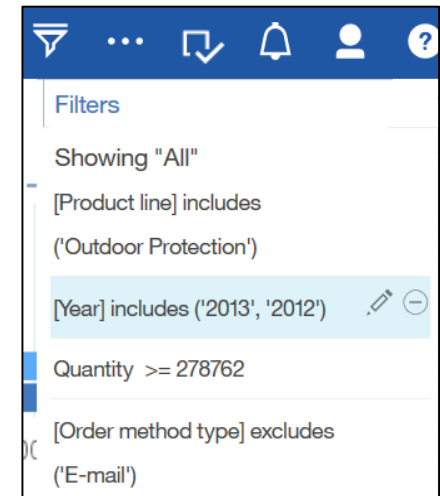 ?
Filters
Showing "All"
[Product line] includes
('Outdoor Protection')
[Year] includes ('2013', '2012')
Quantity >= 278762
[Order method type] excludes
('E-mail')